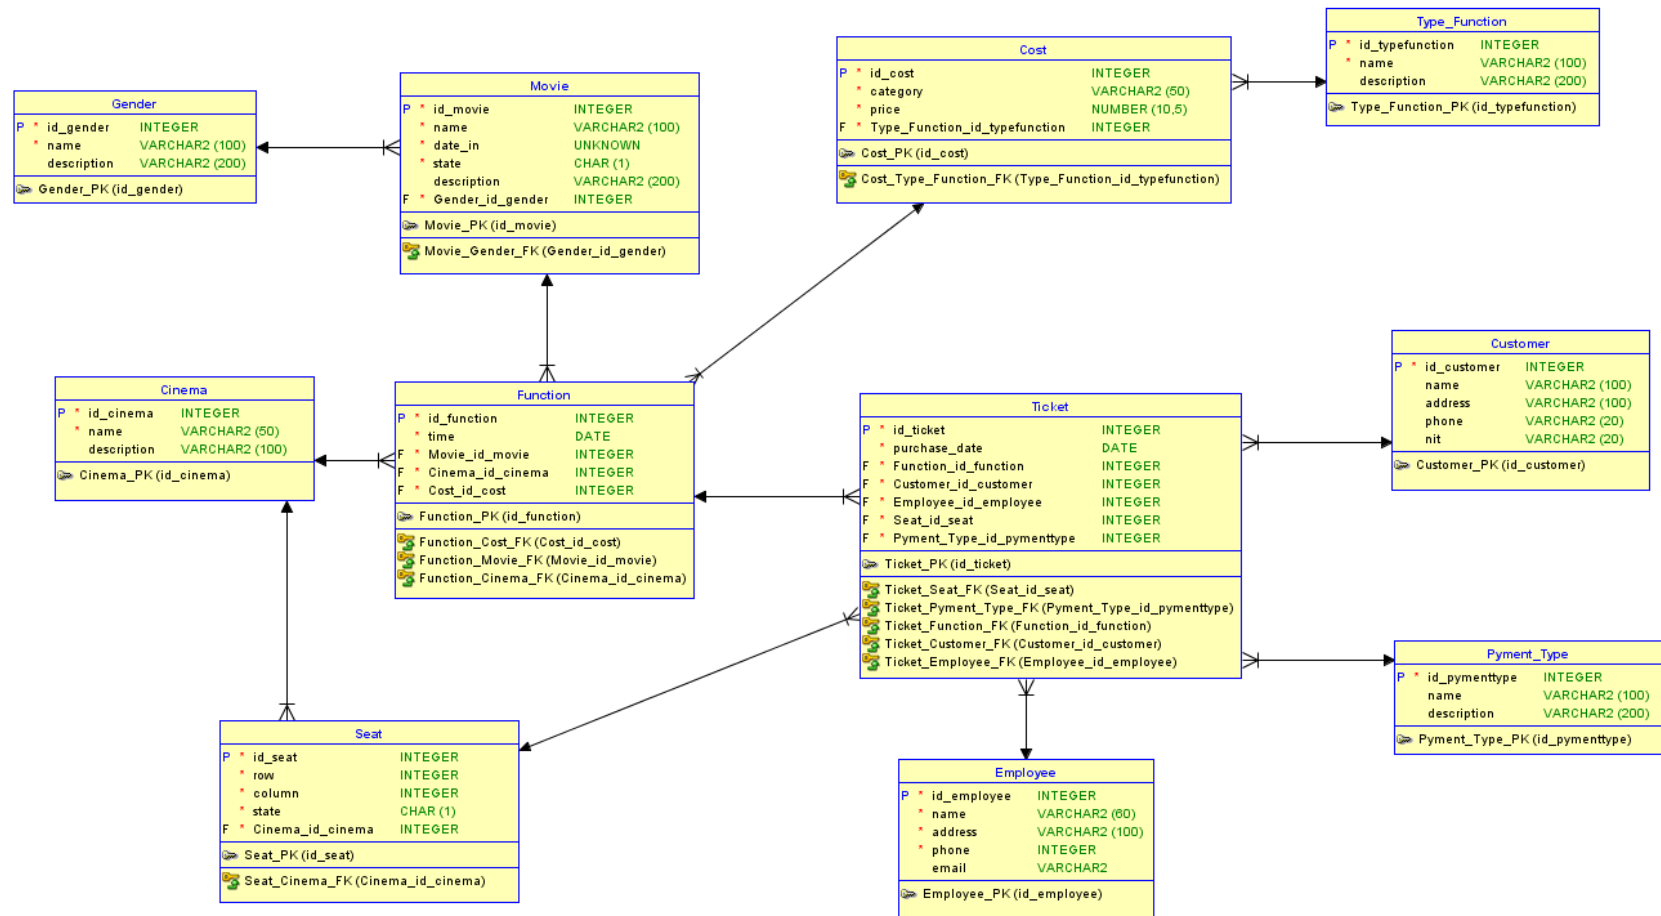 Gender
P * id_gender INTEGER
* name VARCHAR2 (100)
description VARCHAR2 (200)
Gender_PK (id_gender)
Movie
P * id_movie INTEGER
* name VARCHAR2 (100)
* date_in UNKNOWN
* state CHAR (1)
description VARCHAR2 (200)
F * Gender_id_gender INTEGER
Movie_PK (id_movie)
Movie_Gender_FK (Gender_id_gender)
Cost
P * id_cost INTEGER
* category VARCHAR2 (50)
* price NUMBER (10,5)
F * Type_Function_id_typefunction INTEGER
Cost_PK (id_cost)
Cost_Type_Function_FK (Type_Function_id_typefunction)
Type_Function
P * id_typefunction INTEGER
* name VARCHAR2 (100)
description VARCHAR2 (200)
Type_Function_PK (id_typefunction)
Cinema
P * id_cinema INTEGER
* name VARCHAR2 (50)
description VARCHAR2 (100)
Cinema_PK (id_cinema)
Function
P * id_function INTEGER
* time DATE
F * Movie_id_movie INTEGER
F * Cinema_id_cinema INTEGER
F * Cost_id_cost INTEGER
Function_PK (id_function)
Function_Cost_FK (Cost_id_cost)
Function_Movie_FK (Movie_id_movie)
Function_Cinema_FK (Cinema_id_cinema)
Ticket
P * id_ticket INTEGER
* purchase_date DATE
F * Function_id_function INTEGER
F * Customer_id_customer INTEGER
F * Employee_id_employee INTEGER
F * Seat_id_seat INTEGER
F * Pyment_Type_id_pymenttype INTEGER
Ticket_PK (id_ticket)
Ticket_Seat_FK (Seat_id_seat)
Ticket_Pyment_Type_FK (Pyment_Type_id_pymenttype)
Ticket_Function_FK (Function_id_function)
Ticket_Customer_FK (Customer_id_customer)
Ticket_Employee_FK (Employee_id_employee)
Customer
P * id_customer INTEGER
name VARCHAR2 (100)
address VARCHAR2 (100)
phone VARCHAR2 (20)
nit VARCHAR2 (20)
Customer_PK (id_customer)
Pyment_Type
P * id_pymenttype INTEGER
name VARCHAR2 (100)
description VARCHAR2 (200)
Pyment_Type_PK (id_pymenttype)
Seat
P * id_seat INTEGER
* row INTEGER
* column INTEGER
* state CHAR (1)
F * Cinema_id_cinema INTEGER
Seat_PK (id_seat)
Seat_Cinema_FK (Cinema_id_cinema)
Employee
P * id_employee INTEGER
* name VARCHAR2 (60)
* address VARCHAR2 (100)
* phone INTEGER
email VARCHAR2
Employee_PK (id_employee)